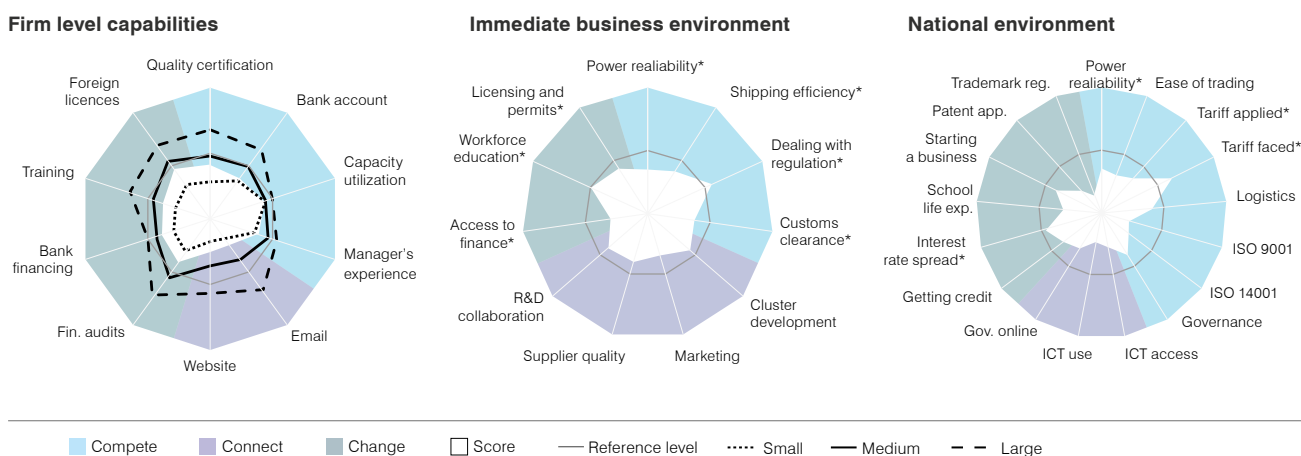 Firm level capabilities
Quality certification
Bank account
Capacity
utilization
Manager's
experience
Email
Website
Fin. audits
Bank
financing
Training
Foreign
licences
Immediate business environment
Power realiability*
Shipping efficiency*
Dealing with
regulation*
Customs
clearance*
Cluster
development
Marketing
Supplier quality
R&D
collaboration
Access to
finance*
Workforce
education*
Licensing and
permits*
National environment
Power
realiability*
Ease of trading
Tariff applied*
Tariff faced*
Logistics
ISO 9001
ISO 14001
Governance
ICT access
ICT use
Gov. online
Getting credit
Interest
rate spread*
School
life exp.
Starting
a business
Patent app.
Trademark reg.
Compete
Connect
Change
Score
Reference level
Small
Medium
Large